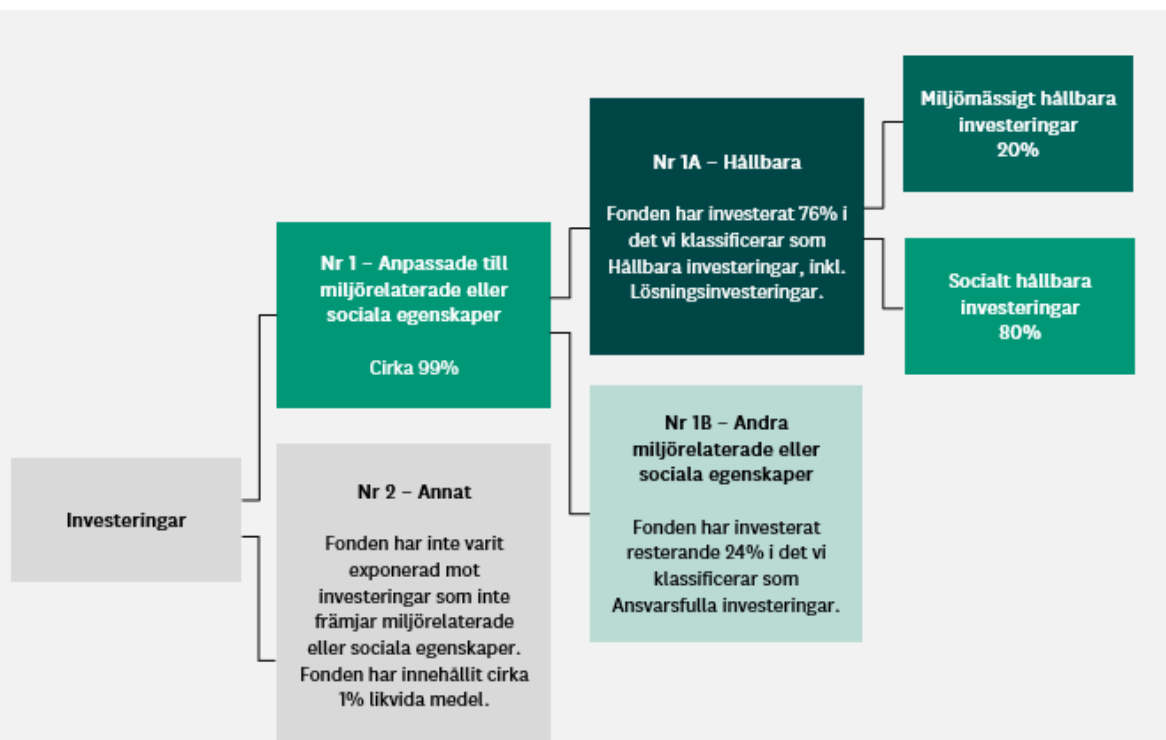 Investeringar
Nr 1 – Anpassade till
miljörelaterade eller
sociala egenskaper
Cirka 99%
Nr 2 – Annat
Fonden har inte varit
exponerad mot
investeringar som inte
främjar miljörelaterade
eller sociala egenskaper.
Fonden har innehållit cirka
1% likvida medel.
Nr 1A – Hållbara
Fonden har investerat 76% i
det vi klassificerar som
Hållbara investeringar, inkl.
Lösningsinvesteringar.
Nr 1B – Andra
miljörelaterade eller
sociala egenskaper
Fonden har investerat
resterande 24% i det vi
klassificerar som
Ansvarsfulla investeringar.
Miljömässigt hållbara
investeringar
20%
Socialt hållbara
investeringar
80%